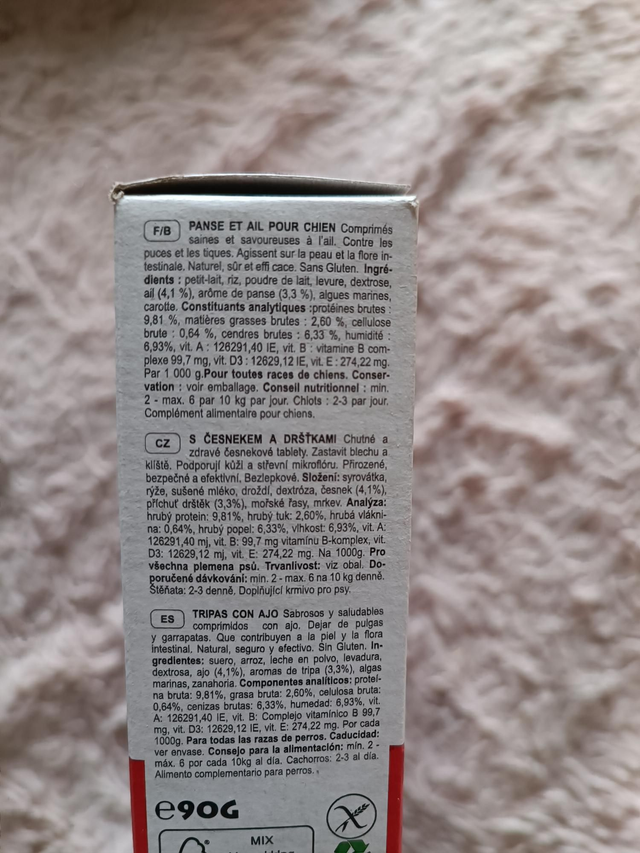 F/B PANSE ET AIL POUR CHIEN Comprimés
saines et savoureuses à l'ail. Contre les
puces et les tiques. Agissent sur la peau et la flore in-
testinale. Naturel, sûr et effi cace. Sans Gluten. Ingré-
dients : petit-lait, riz, poudre de lait, levure, dextrose,
ail (4,1 %), arôme de panse (3,3 %), algues marines,
carotte. Constituants analytiques :protéines brutes :
9,81 %, matières grasses brutes : 2,60 %, cellulose
brute : 0,64 %, cendres brutes : 6,33 %, humidité :
6,93%, vit. A : 126291,40 IE, vit. B : vitamine B com-
plexe 99,7 mg, vit. D3 : 12629,12 IE, vit. E : 274,22 mg.
Par 1 000 g.Pour toutes races de chiens. Conser-
vation : voir emballage. Conseil nutritionnel : min.
2 - max. 6 par 10 kg par jour. Chiots : 2-3 par jour.
Complément alimentaire pour chiens.
CZ S ČESNEKEM A DRŠŤKAMI Chutné a
zdravé česnekové tablety. Zastavit blechu a
klíště. Podporují kůži a střevní mikroflóru. Přirozené,
bezpečné a efektivní. Bezlepkové. Složení: syrovátka,
rýže, sušené mléko, droždí, dextróza, česnek (4,1%),
příchuť drštěk (3,3%), mořské řasy, mrkev. Analýza:
hrubý protein: 9,81%, hrubý tuk: 2,60%, hrubá vlákni-
na: 0,64%, hrubý popel: 6,33%, vlhkost: 6,93%, vit. A:
126291,40 mj, vit. B: 99,7 mg vitamínu B-komplex, vit.
D3: 12629,12 mj, vit. E: 274,22 mg. Na 1000g. Pro
všechna plemena psů. Trvanlivost: viz obal. Do-
poručené dávkování: min. 2 - max. 6 na 10 kg denně.
Štěňata: 2-3 denně. Doplňující krmivo pro psy.
ES TRIPAS CON AJO Sabrosos y saludables
comprimidos con ajo. Dejar de pulgas
y garrapatas. Que contribuyen a la piel y la flora
intestinal. Natural, seguro y efectivo. Sin Gluten. In-
gredientes: suero, arroz, leche en polvo, levadura,
dextrosa, ajo (4,1%), aromas de tripa (3,3%), algas
marinas, zanahoria. Componentes analíticos: proteí-
na bruta: 9,81%, grasa bruta: 2,60%, celulosa bruta:
0,64%, cenizas brutas: 6,33%, humedad: 6,93%, vit.
A: 126291,40 IE, vit. B: Complejo vitamínico B 99,7
mg, vit. D3: 12629,12 IE, vit. E: 274,22 mg. Por cada
1000g. Para todas las razas de perros. Caducidad:
ver envase. Consejo para la alimentación: mín. 2 -
máx. 6 por cada 10kg al día. Cachorros: 2-3 al día.
Alimento complementario para perros.
e90G
MIX